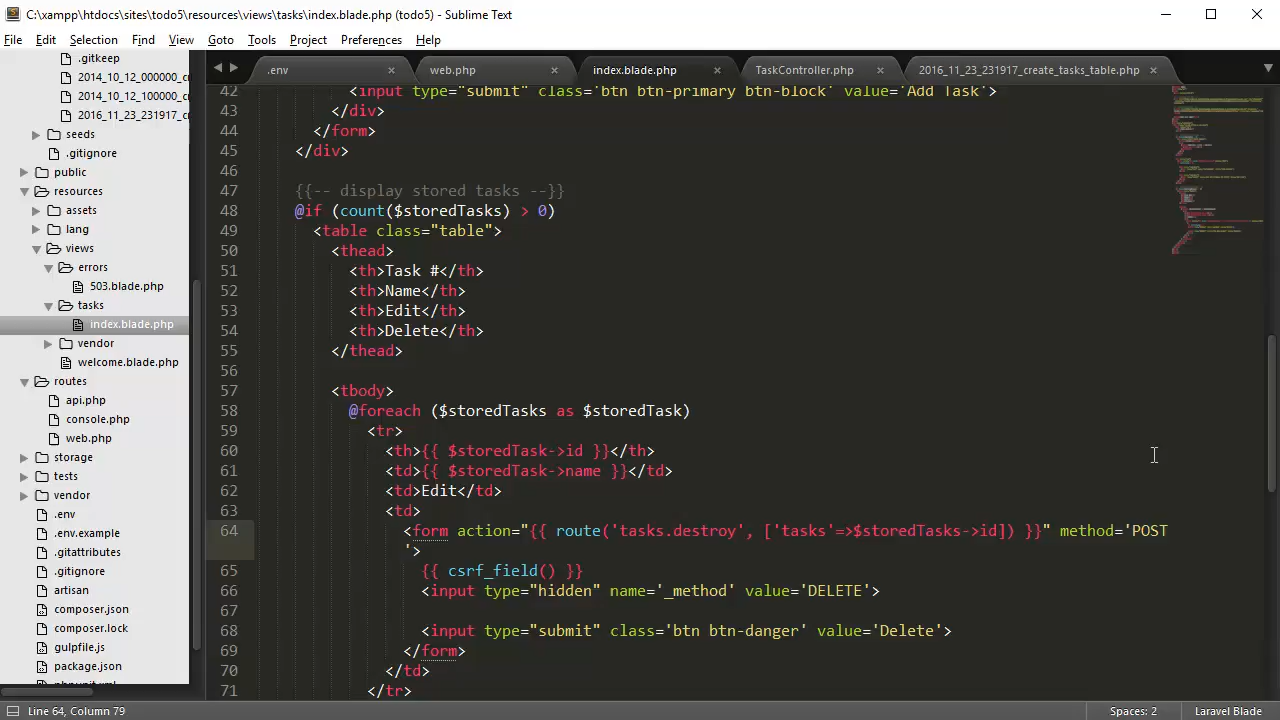 C:\xampp\htdocs\sites\todo5\resources\views\tasks\index.blade.php (todo5) - Sublime Text
File Edit Selection Find View Goto Tools Project Preferences Help
.env web.php index.blade.php TaskController.php 2016_11_23_231917_create_tasks_table.php
.gitkeep
2014_10_12_000000_cr
2014_10_12_100000_cr
2016_11_23_231917_cr
seeds
.gitignore
public
resources
assets
lang
views
errors
503.blade.php
tasks
index.blade.php
vendor
welcome.blade.php
routes
api.php
console.php
web.php
storage
tests
vendor
.env
.env.example
.gitattributes
.gitignore
artisan
composer.json
composer.lock
gulpfile.js
package.json
42 <input type="submit" class='btn btn-primary btn-block' value='Add Task'>
43 </div>
44 </form>
45 </div>
46
47 {{-- display stored tasks --}}
48 @if (count($storedTasks) > 0)
49 <table class="table">
50 <thead>
51 <th>Task #</th>
52 <th>Name</th>
53 <th>Edit</th>
54 <th>Delete</th>
55 </thead>
56
57 <tbody>
58 @foreach ($storedTasks as $storedTask)
59 <tr>
60 <th>{{ $storedTask->id }}</th>
61 <td>{{ $storedTask->name }}</td>
62 <td>Edit</td>
63 <td>
64 <form action="{{ route('tasks.destroy', ['tasks'=>$storedTasks->id]) }}" method='POST
'>
65 {{ csrf_field() }}
66 <input type="hidden" name='_method' value='DELETE'>
67
68 <input type="submit" class='btn btn-danger' value='Delete'>
69 </form>
70 </td>
71 </tr>
Line 64, Column 79
Spaces: 2
Laravel Blade